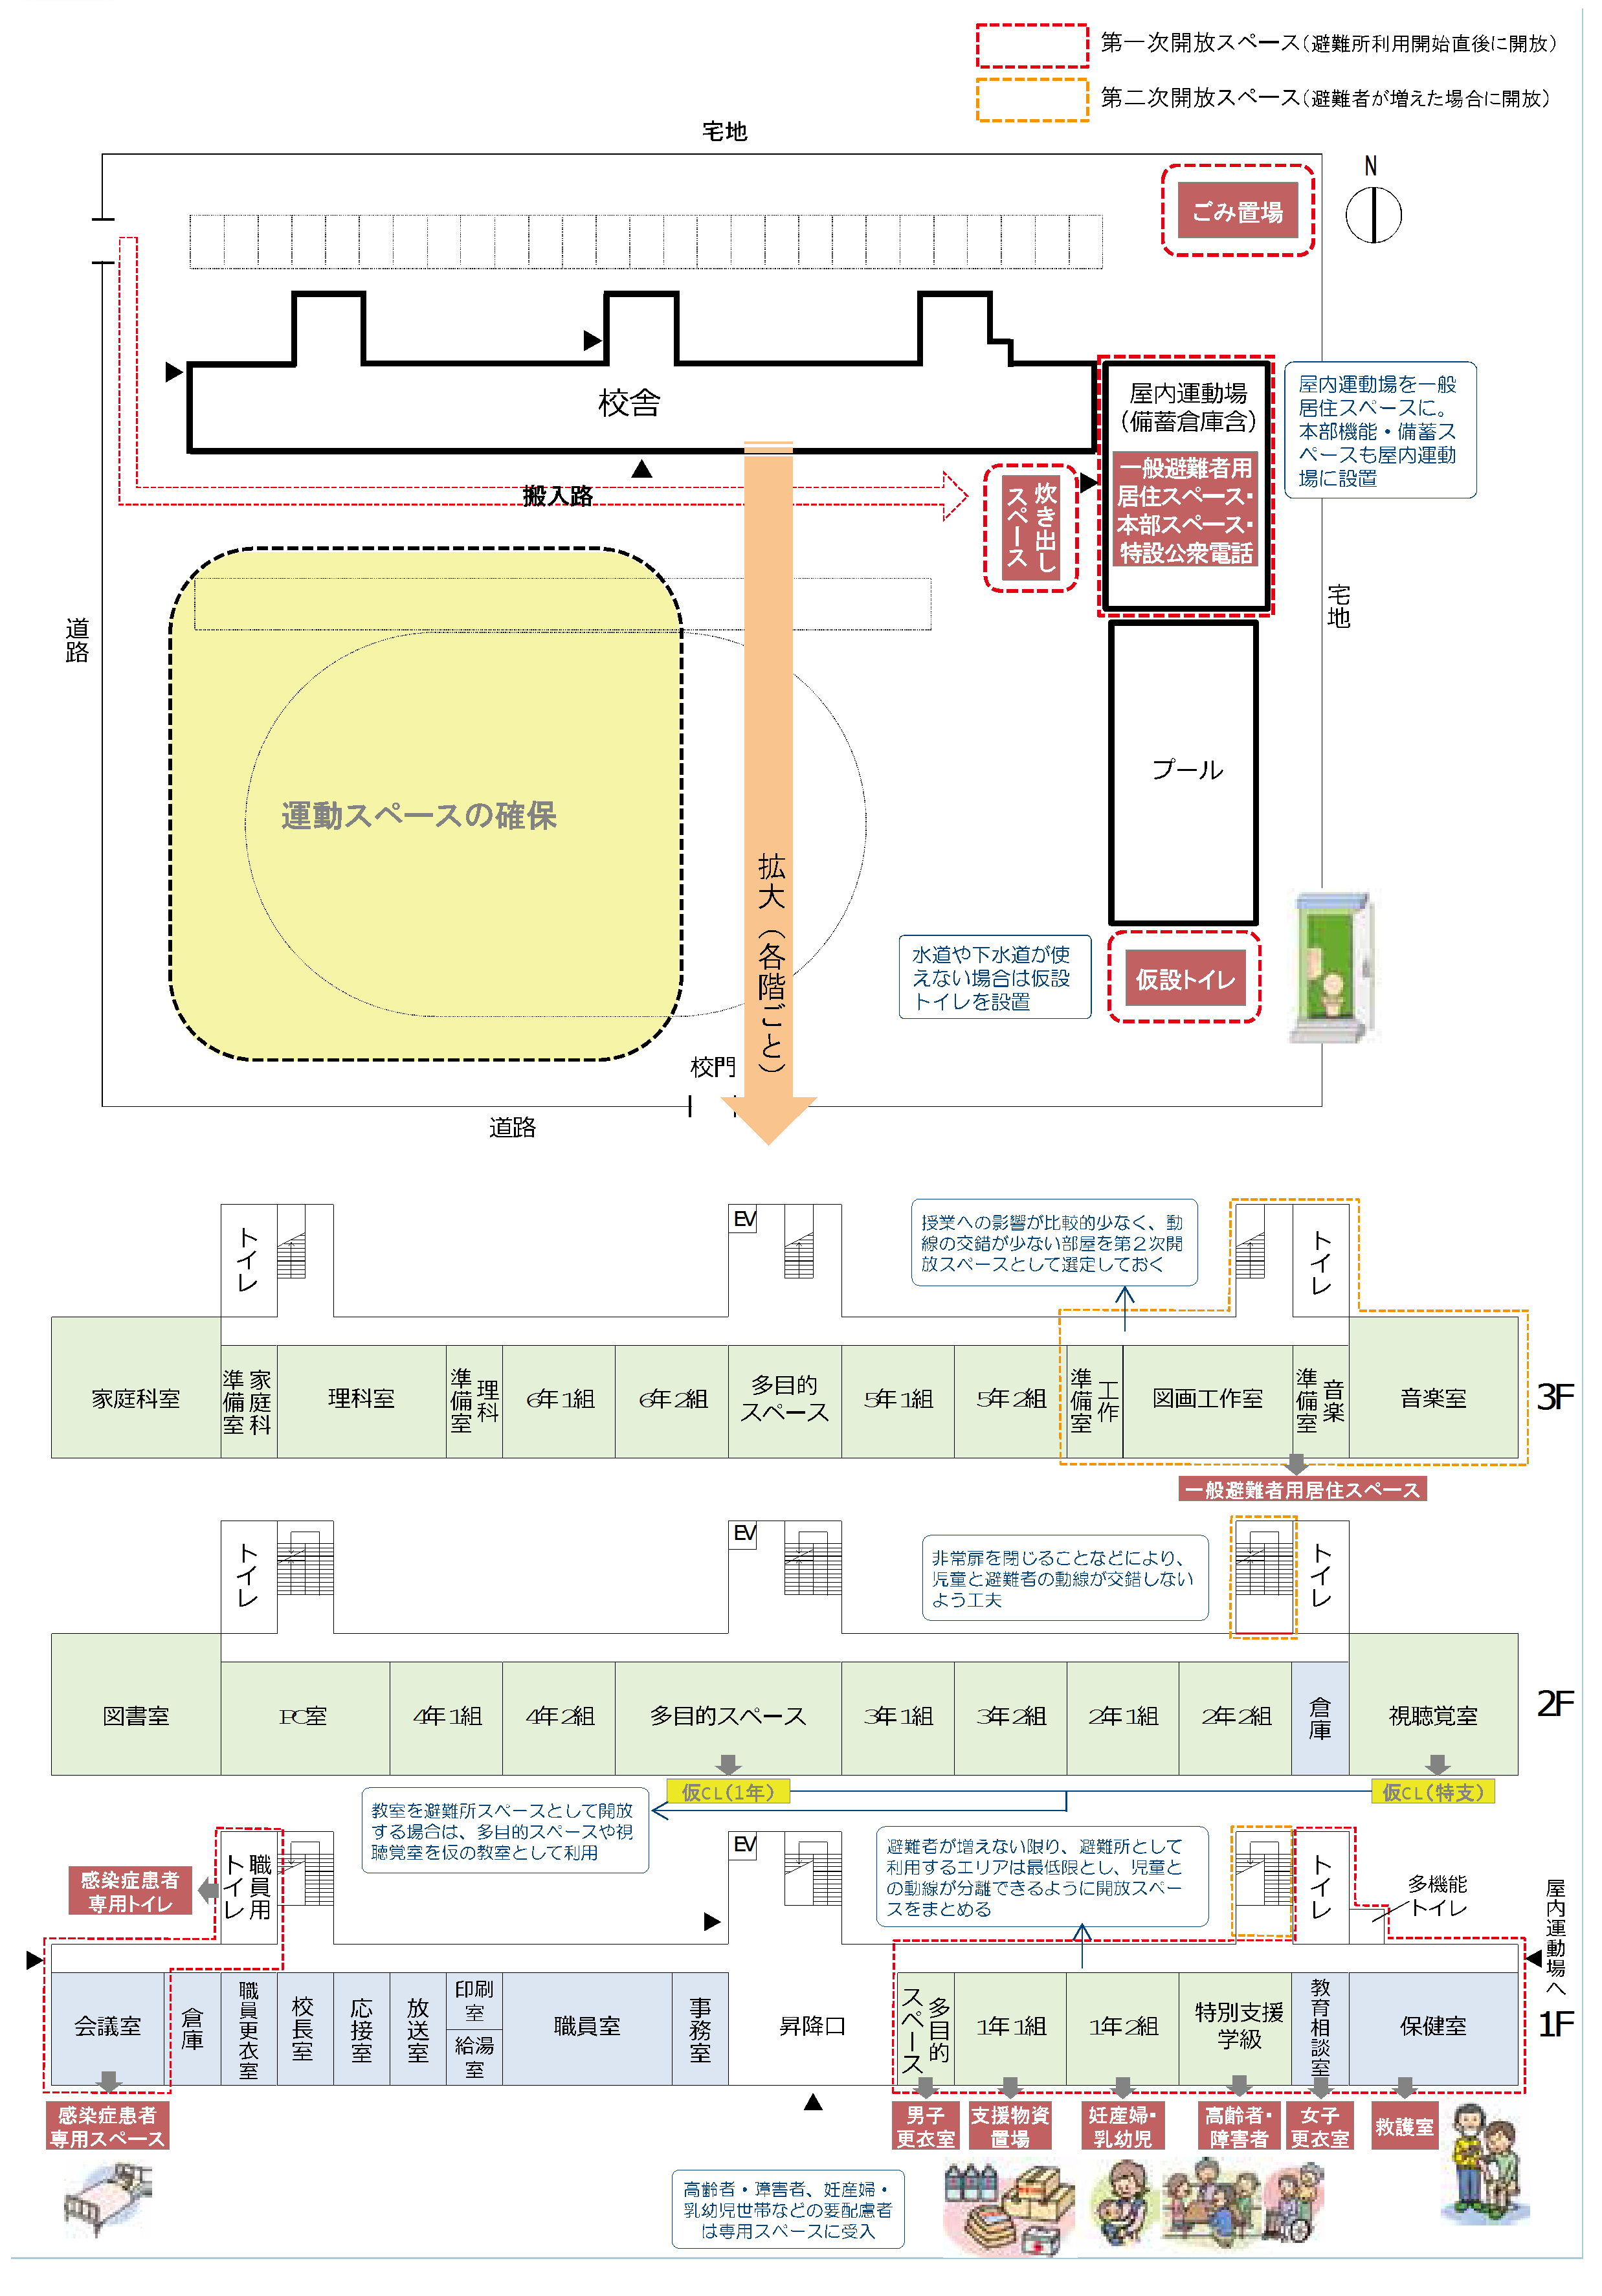 第一次開放スペース（避難所利用開始直後に開放）
第二次開放スペース（避難者が増えた場合に開放）
宅地
N
ごみ置場
校舎
屋内運動場
（備蓄倉庫含）
一般避難者用
居住スペース・
本部スペース・
特設公衆電話
屋内運動場を一般
居住スペースに。
本部機能・備蓄ス
ペースも屋内運動
場に設置
搬入路
炊き出し
スペース
道路
宅地
運動スペースの確保
プール
拡大（各階ごと）
水道や下水道が使
えない場合は仮設
トイレを設置
仮設トイレ
校門
道路
トイレ
EV
授業への影響が比較的少なく、動
線の交錯が少ない部屋を第２次開
放スペースとして選定しておく
トイレ
家庭科室
家庭科
準備室
理科室
理科
準備室
6年1組
6年2組
多目的
スペース
5年1組
5年2組
工作
準備室
図画工作室
音楽
準備室
音楽室
3F
一般避難者用居住スペース
トイレ
EV
非常扉を閉じることなどにより、
児童と避難者の動線が交錯しない
よう工夫
トイレ
図書室
PC室
4年1組
4年2組
多目的スペース
3年1組
3年2組
2年1組
2年2組
倉庫
視聴覚室
2F
仮CL（1年）
仮CL（特支）
教室を避難所スペースとして開放
する場合は、多目的スペースや視
聴覚室を仮の教室として利用
感染症患者
専用トイレ
職員用
トイレ
EV
避難者が増えない限り、避難所として
利用するエリアは最低限とし、児童と
の動線が分離できるように開放スペー
スをまとめる
トイレ
多機能
トイレ
屋内運動場へ
会議室
倉庫
職員更衣室
校長室
応接室
放送室
印刷
室
給湯
室
職員室
事務室
昇降口
多目的
スペース
1年1組
1年2組
特別支援
学級
教育相談室
保健室
1F
感染症患者
専用スペース
男子
更衣室
支援物資
置場
妊産婦・
乳幼児
高齢者・
障害者
女子
更衣室
救護室
高齢者・障害者、妊産婦・
乳幼児世帯などの要配慮者
は専用スペースに受入